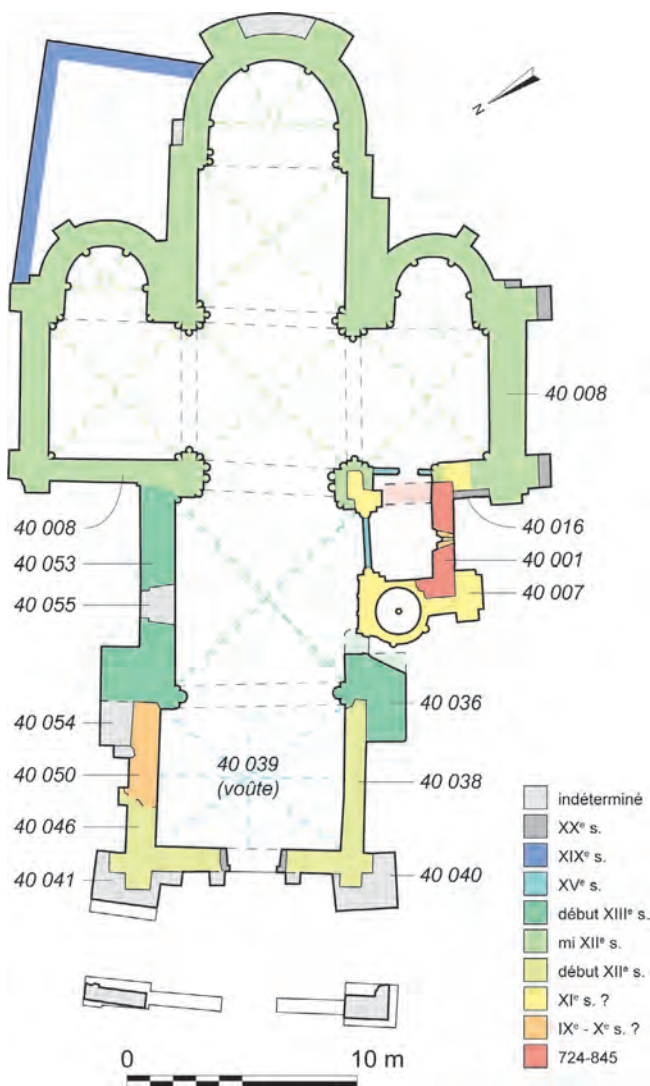 N
40 008
40 008
40 053
40 055
40 016
40 001
40 007
40 054
40 050
40 046
40 041
40 039
(voûte)
40 036
40 038
40 040
indéterminé
XXᵉ s.
XIXᵉ s.
XVᵉ s.
début XIIIᵉ s.
mi XIIᵉ s.
début XIIᵉ s.
XIᵉ s. ?
IXᵉ - Xᵉ s. ?
724-845
0 10 m